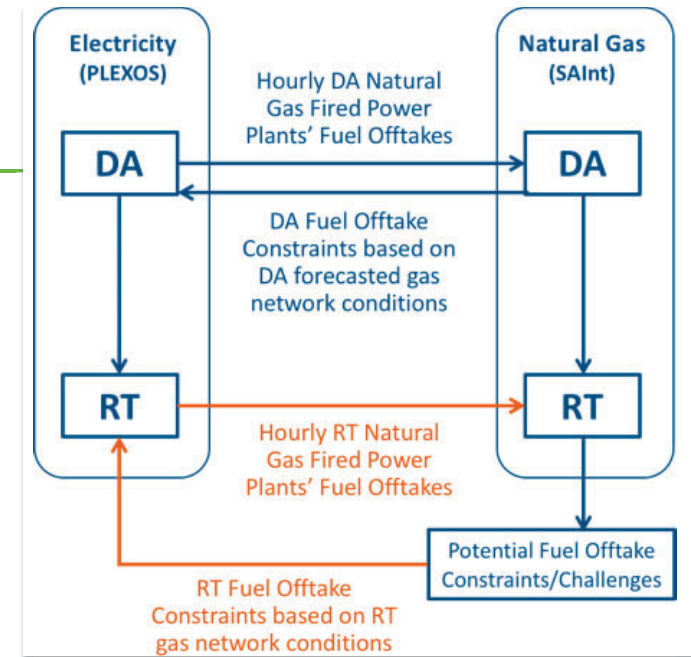 Electricity
(PLEXOS)
Natural Gas
(SAInt)
Hourly DA Natural
Gas Fired Power
Plants' Fuel Offtakes
DA
DA
DA Fuel Offtake
Constraints based on
DA forecasted gas
network conditions
RT
RT
Hourly RT Natural
Gas Fired Power
Plants' Fuel Offtakes
Potential Fuel Offtake
Constraints/Challenges
RT Fuel Offtake
Constraints based on RT
gas network conditions